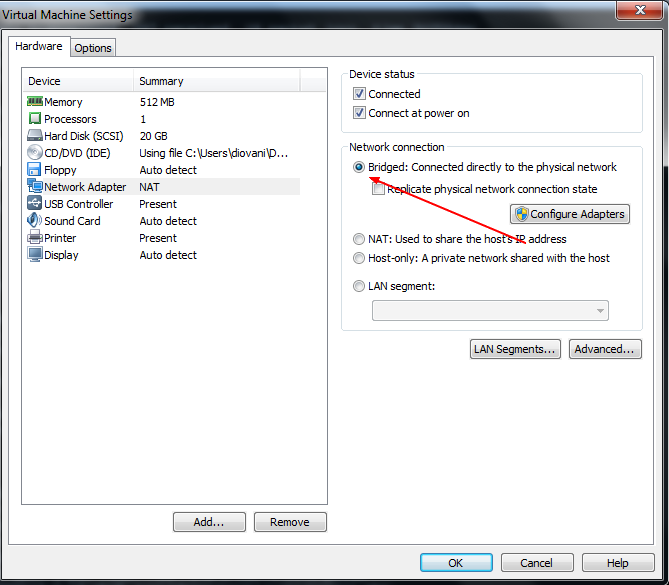 Virtual Machine Settings
Hardware Options
Device Summary
Memory 512 MB
Processors 1
Hard Disk (SCSI) 20 GB
CD/DVD (IDE) Using file C:\Users\diovani\D...
Floppy Auto detect
Network Adapter NAT
USB Controller Present
Sound Card Auto detect
Printer Present
Display Auto detect
Add... Remove
Device status
Connected
Connect at power on
Network connection
Bridged: Connected directly to the physical network
Replicate physical network connection state
Configure Adapters
NAT: Used to share the host's IP address
Host-only: A private network shared with the host
LAN segment:
LAN Segments... Advanced...
OK Cancel Help